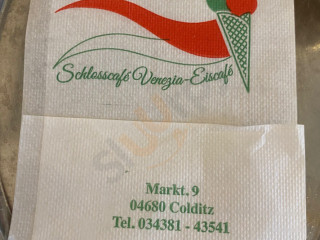 Schlosscafé Venezia-Eiscafé
Markt. 9
04680 Colditz
Tel. 034381 - 43541